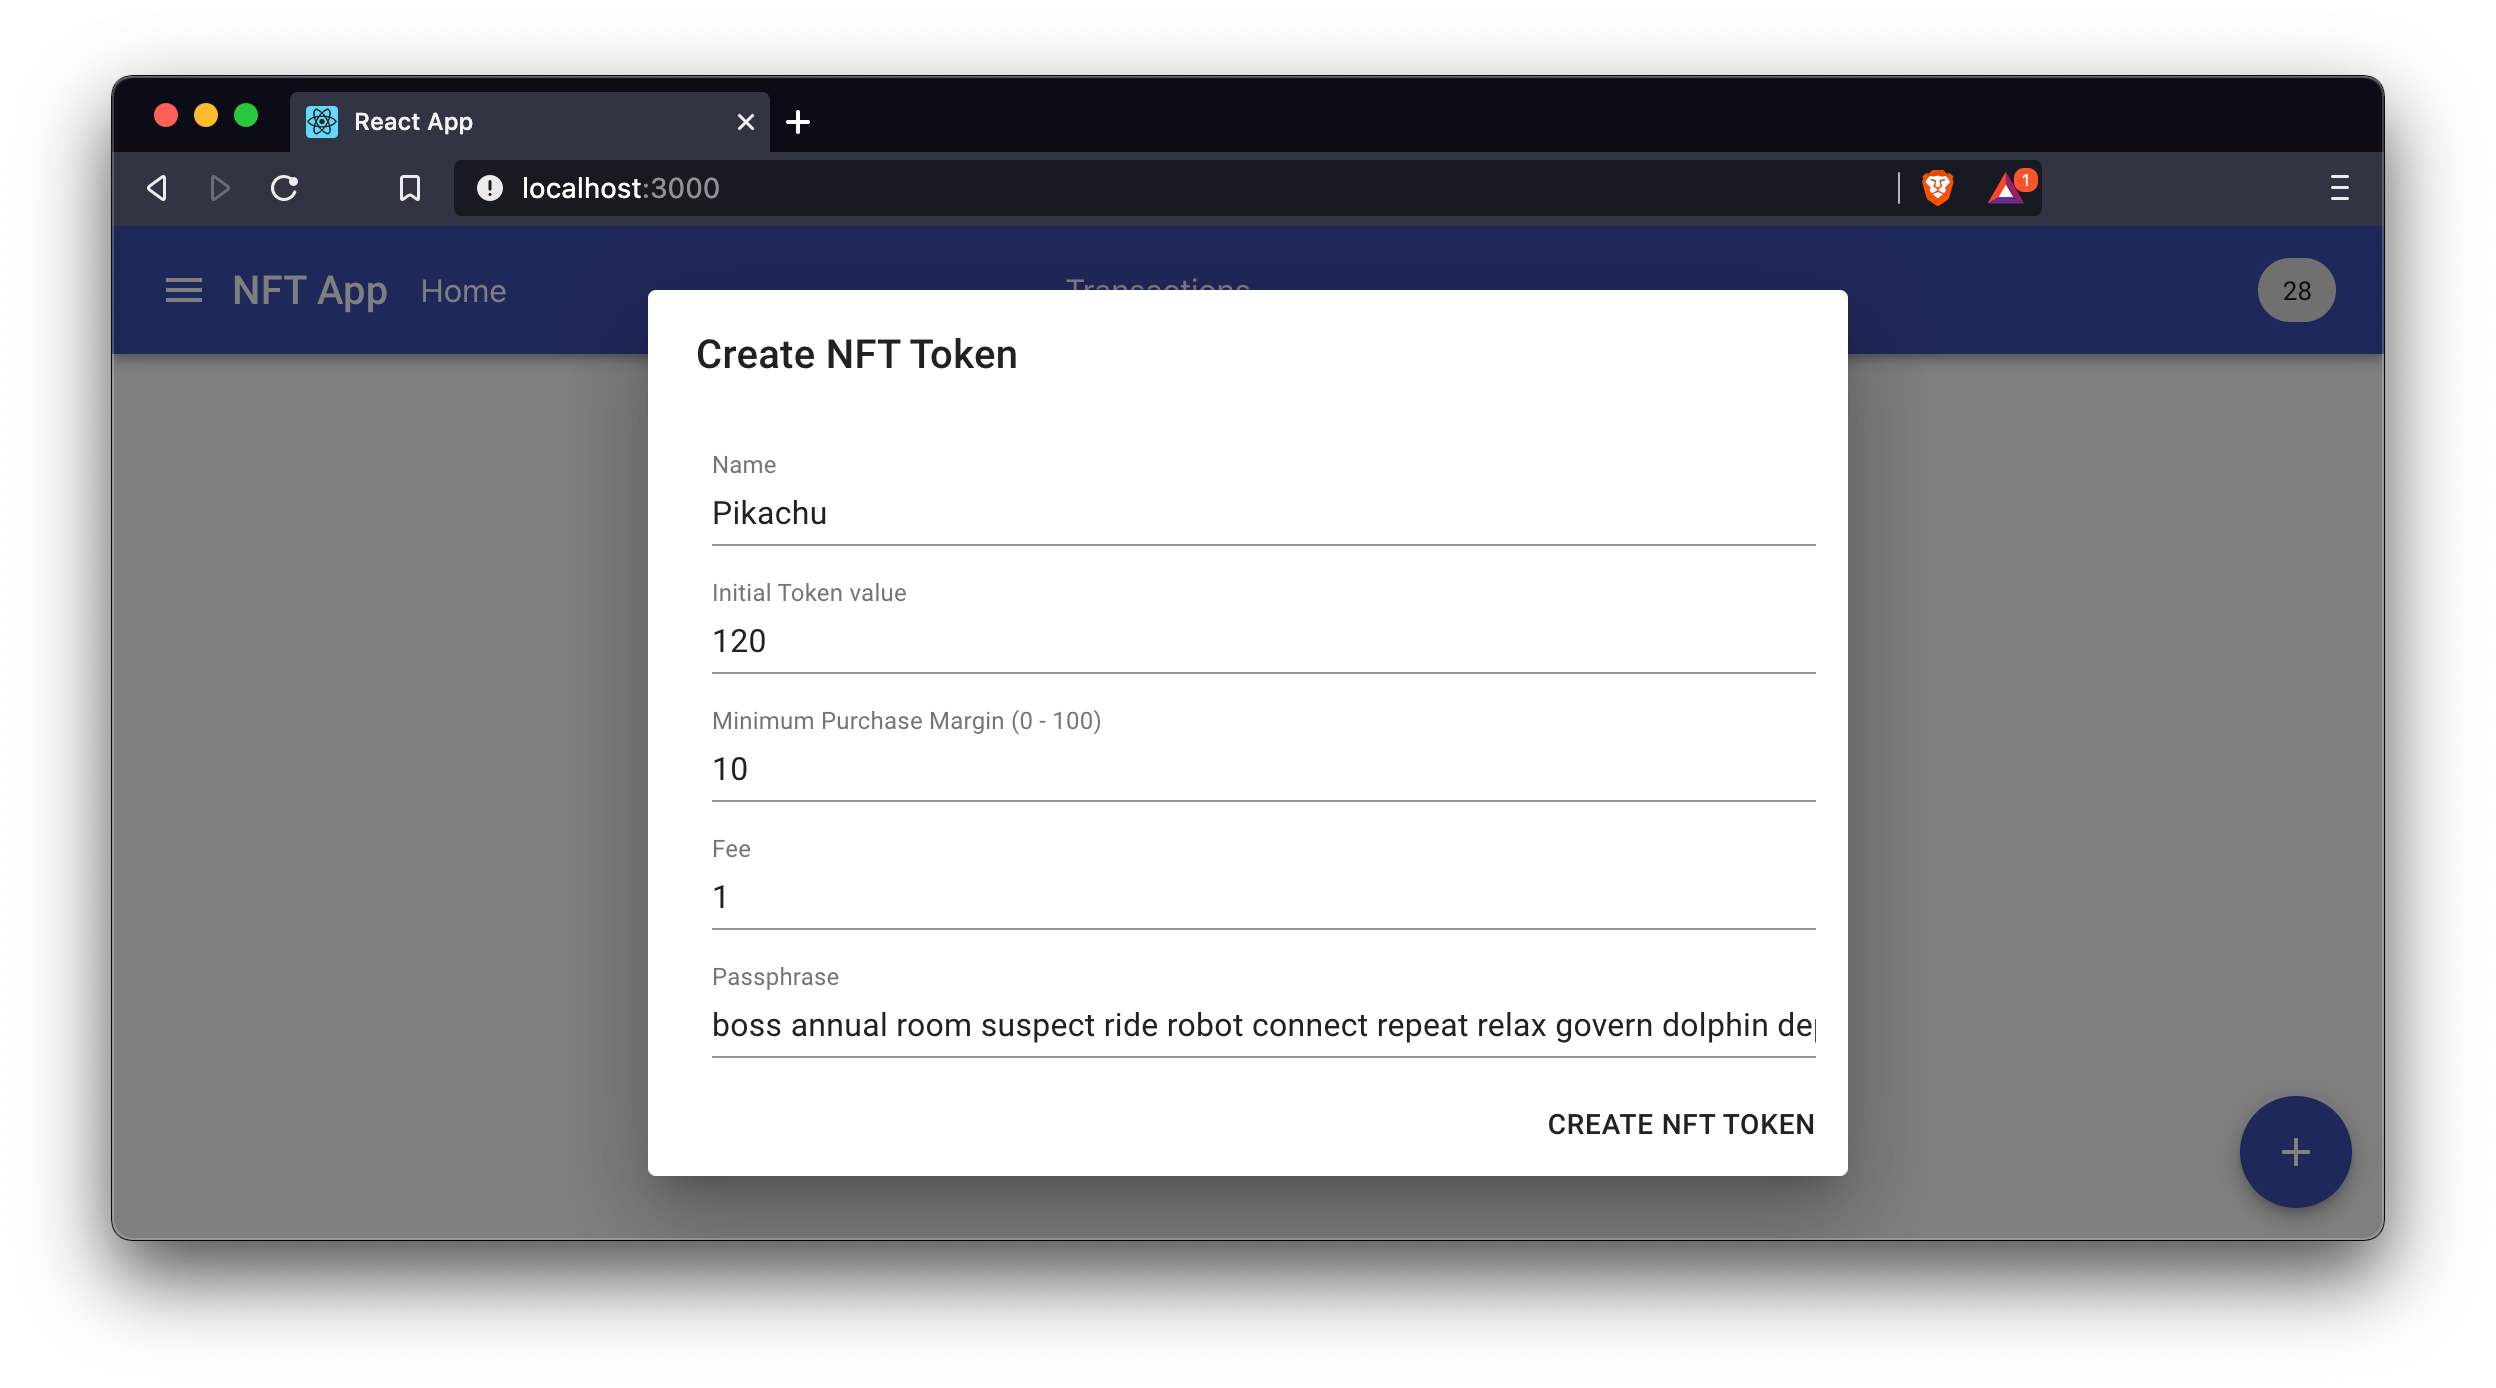 React App
localhost:3000
1
NFT App Home Transactions 28
Create NFT Token
Name
Pikachu
Initial Token value
120
Minimum Purchase Margin (0 - 100)
10
Fee
1
Passphrase
boss annual room suspect ride robot connect repeat relax govern dolphin
CREATE NFT TOKEN